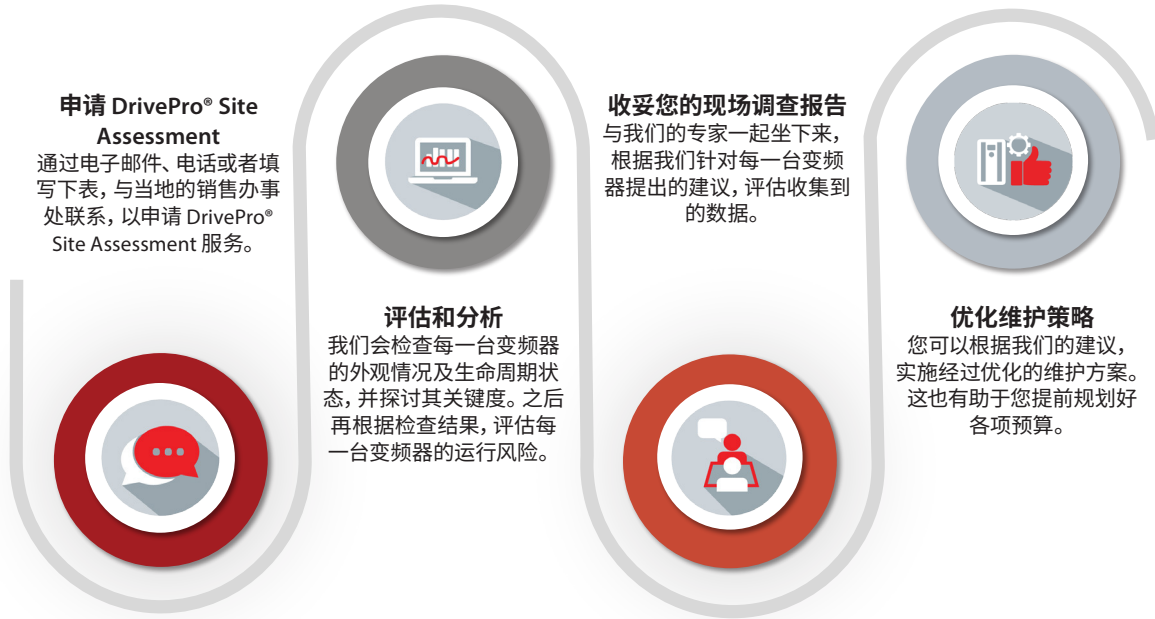 申请 DrivePro® Site
Assessment
通过电子邮件、电话或者填
写下表，与当地的销售办事
处联系，以申请 DrivePro®
Site Assessment 服务。
评估和分析
我们会检查每一台变频器
的外观情况及生命周期状
态，并探讨其关键度。之后
再根据检查结果，评估每
一台变频器的运行风险。
收妥您的现场调查报告
与我们的专家一起坐下来，
根据我们针对每一台变频
器提出的建议，评估收集到
的数据。
优化维护策略
您可以根据我们的建议，
实施经过优化的维护方案。
这也有助于您提前规划好
各项预算。